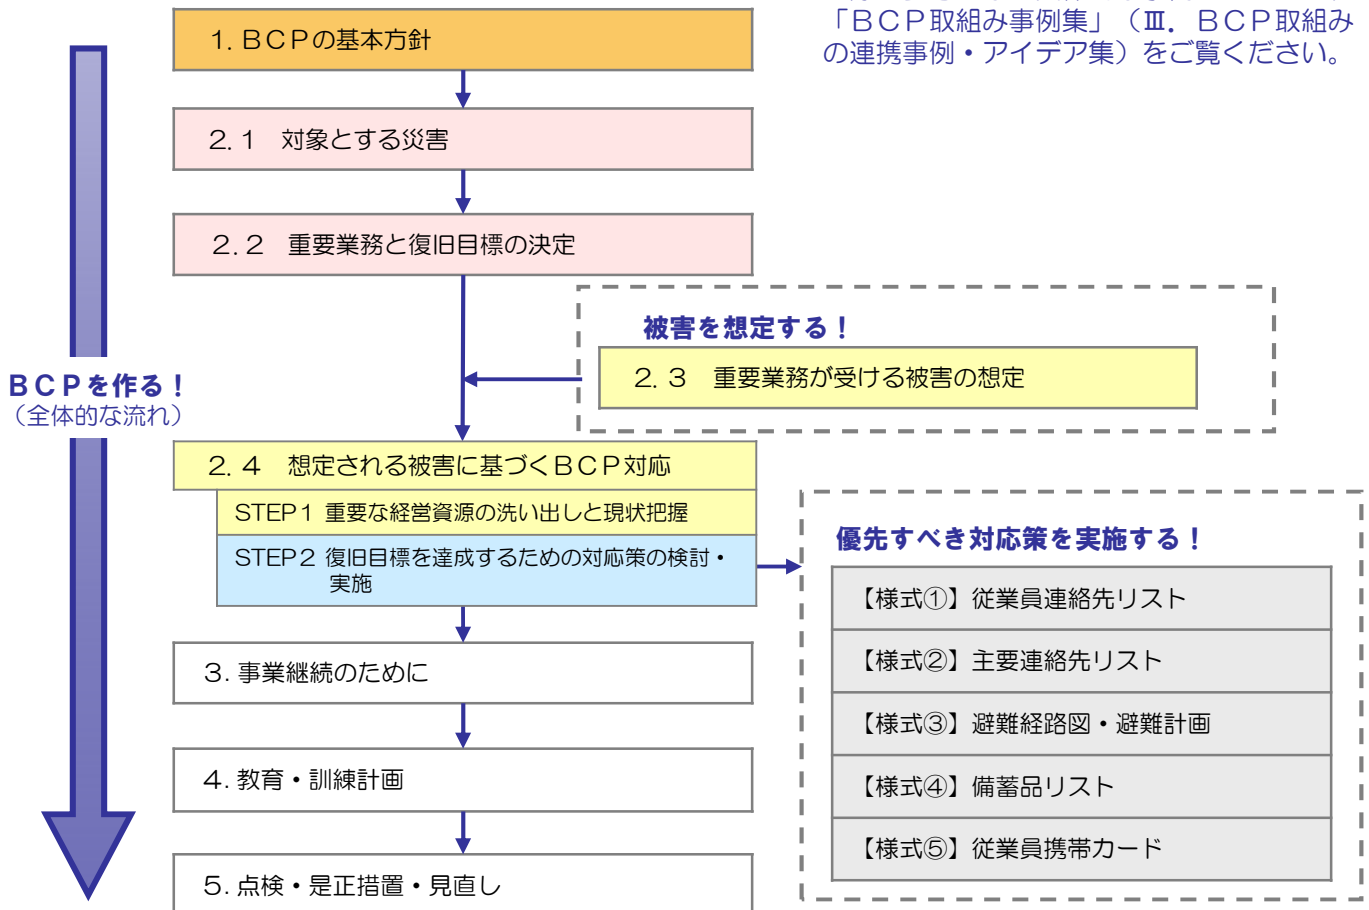 「ＢＣＰ取組み事例集」（Ⅲ．ＢＣＰ取組み
の連携事例・アイデア集）をご覧ください。
１．ＢＣＰの基本方針
２．１　対象とする災害
２．２　重要業務と復旧目標の決定
被害を想定する！
２．３　重要業務が受ける被害の想定
ＢＣＰを作る！
（全体的な流れ）
２．４　想定される被害に基づくＢＣＰ対応
STEP１ 重要な経営資源の洗い出しと現状把握
STEP２ 復旧目標を達成するための対応策の検討・
実施
優先すべき対応策を実施する！
【様式①】従業員連絡先リスト
【様式②】主要連絡先リスト
【様式③】避難経路図・避難計画
【様式④】備蓄品リスト
【様式⑤】従業員携帯カード
３．事業継続のために
４．教育・訓練計画
５．点検・是正措置・見直し